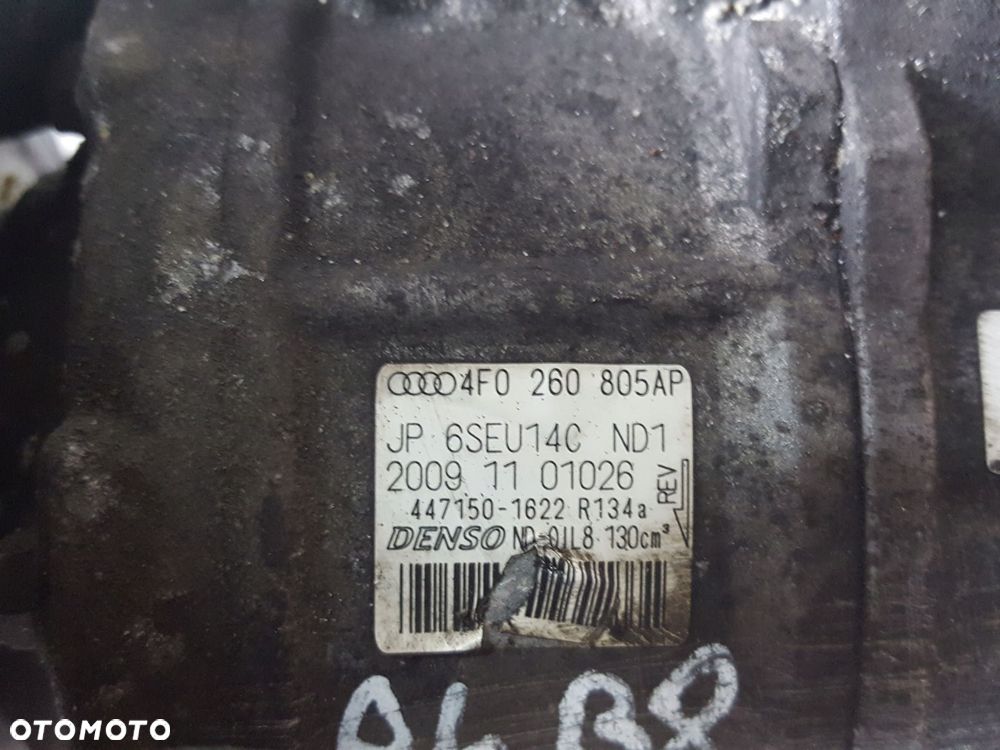 4F0 260 805AP
JP 6SEU14C ND1
2009 11 01026
REV
447150-1622 R134a
DENSO ND-OIL8 130cm³
A4 B8
OTOMOTO